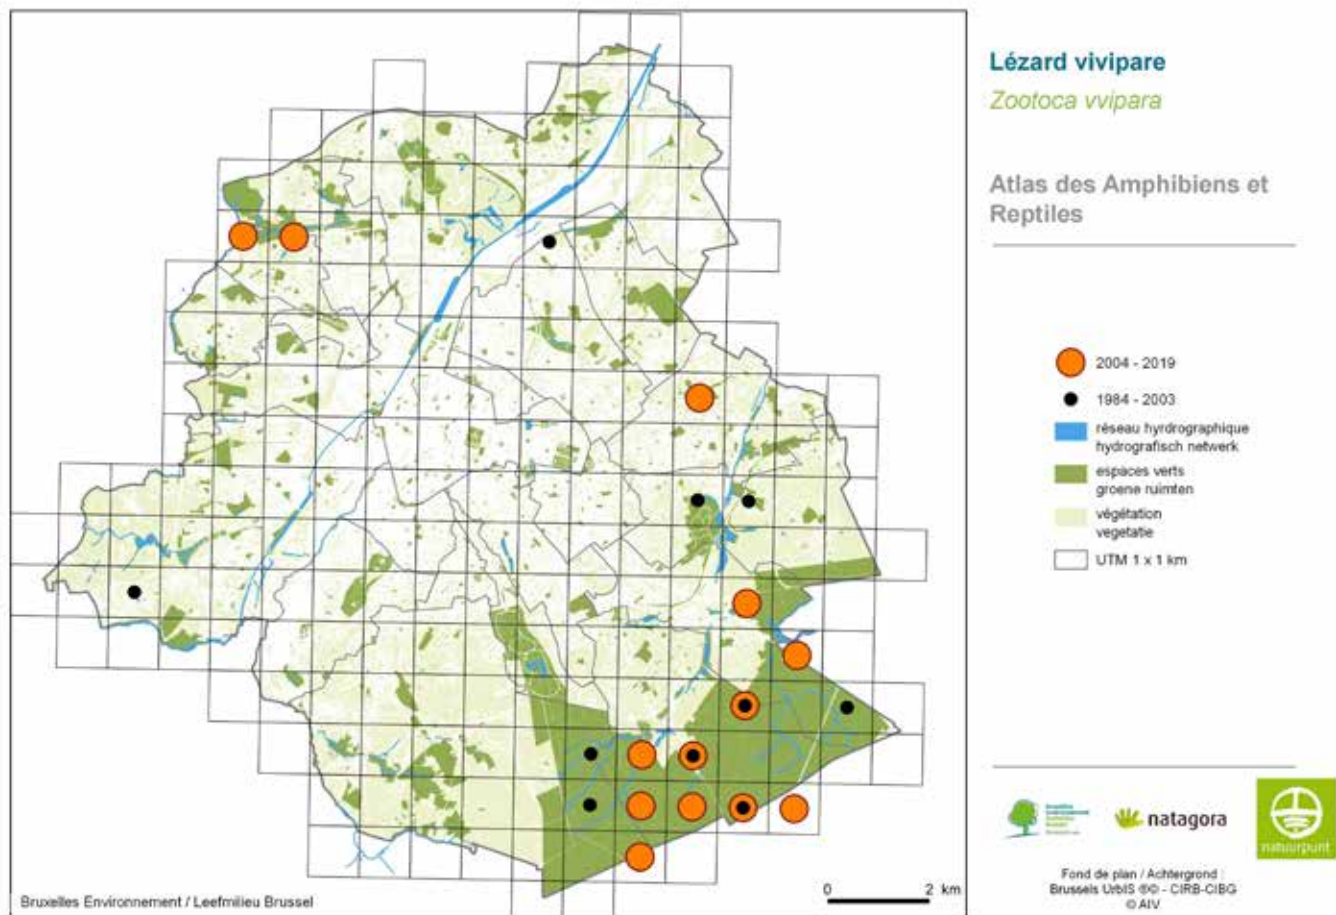 Lézard vivipare
Zootoca vvipara
Atlas des Amphibiens et
Reptiles
2004 - 2019
1984 - 2003
réseau hyrdrographique
hydrografisch netwerk
espaces verts
groene ruimten
végétation
vegetatie
UTM 1 x 1 km
natagora
natuurpunt
Fond de plan / Achtergrond :
Brussels UrbIS ®© - CIRB-CIBG
© AIV
0 2 km
Bruxelles Environnement / Leefmilieu Brussel